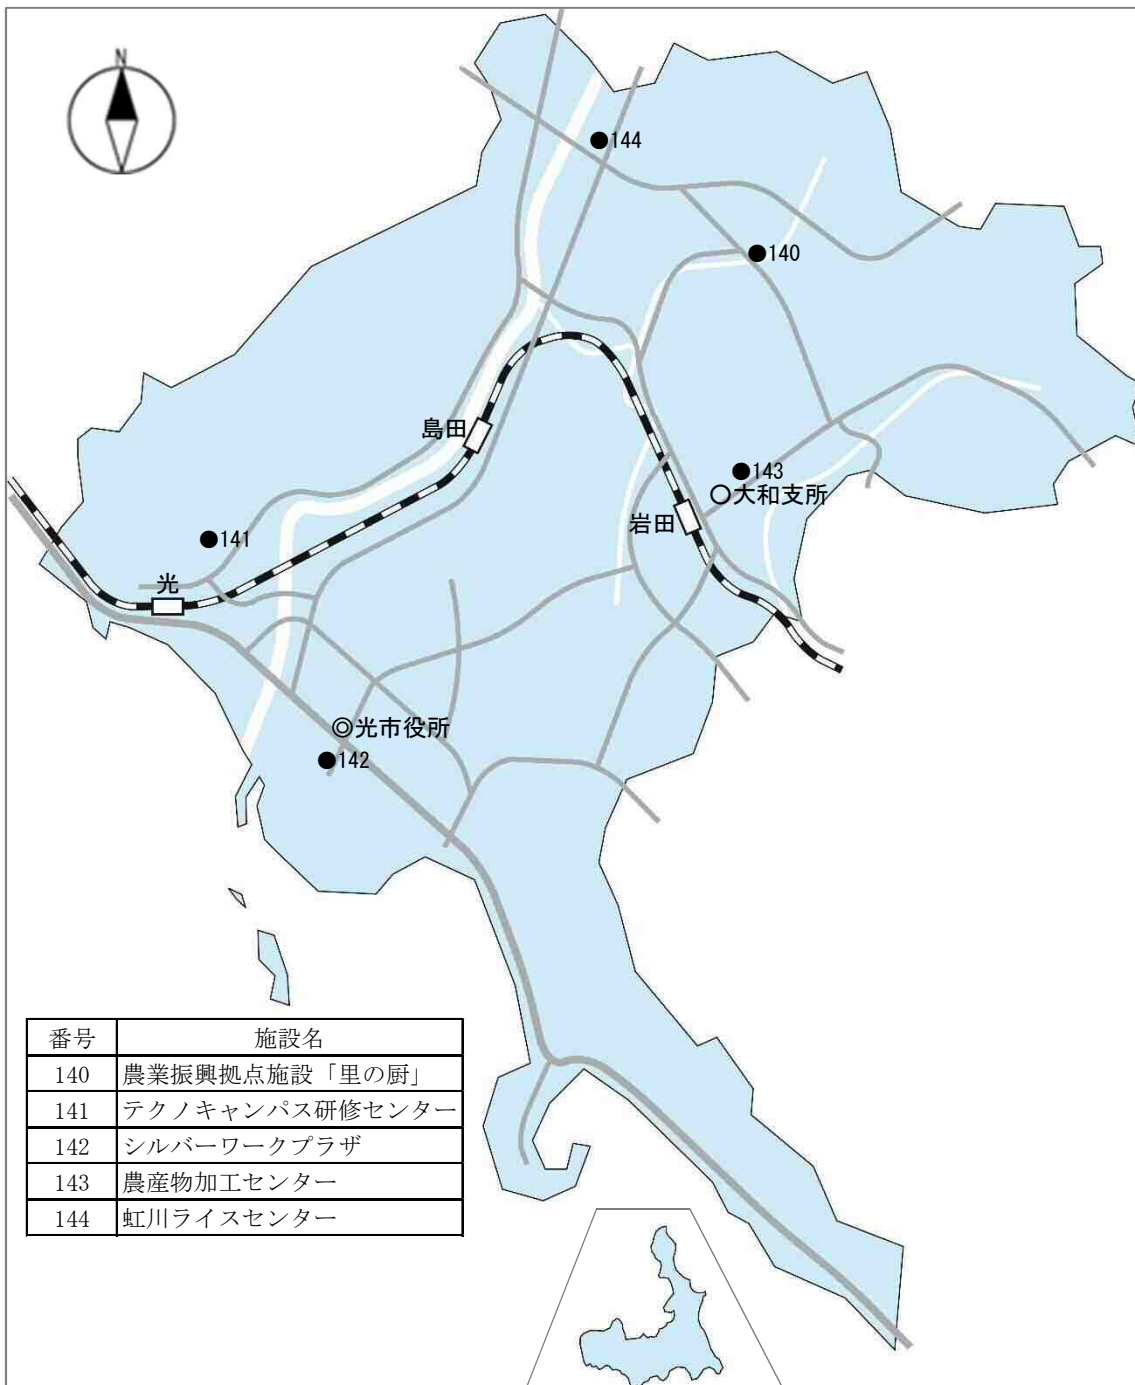 N
●144
●140
島田
●143
○大和支所
岩田
●141
光
◎光市役所
●142
番号 施設名
140 農業振興拠点施設「里の厨」
141 テクノキャンパス研修センター
142 シルバーワークプラザ
143 農産物加工センター
144 虹川ライスセンター